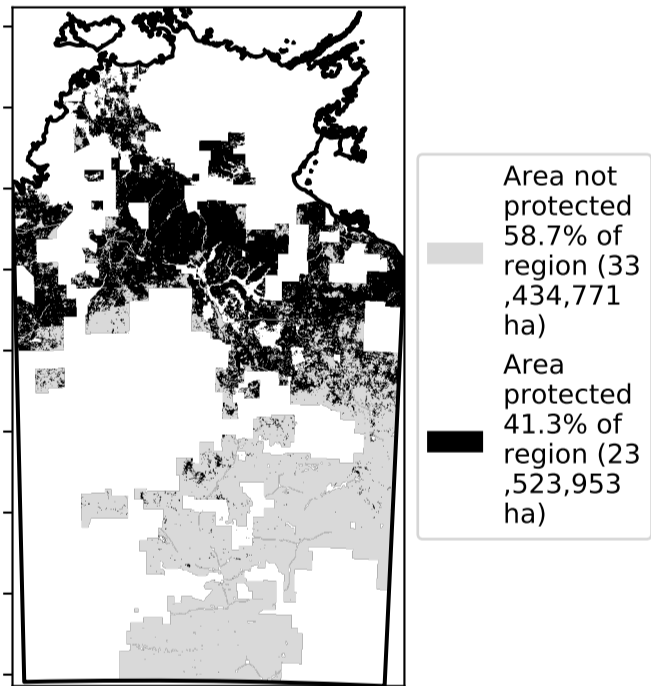 Area not
protected
58.7% of
region (33
,434,771
ha)
Area
protected
41.3% of
region (23
,523,953
ha)